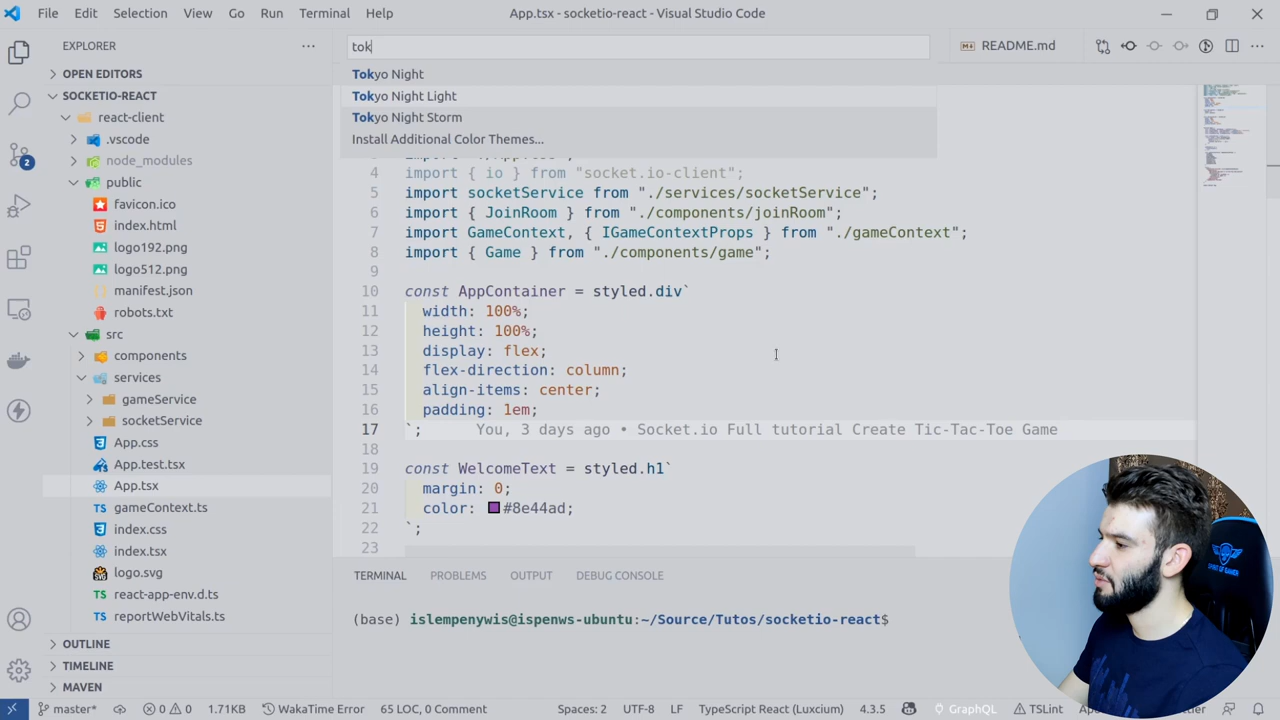 File Edit Selection View Go Run Terminal Help
App.tsx - socketio-react - Visual Studio Code
EXPLORER
OPEN EDITORS
SOCKETIO-REACT
react-client
.vscode
node_modules
public
favicon.ico
index.html
logo192.png
logo512.png
manifest.json
robots.txt
src
components
services
gameService
socketService
App.css
App.test.tsx
App.tsx
gameContext.ts
index.css
index.tsx
logo.svg
react-app-env.d.ts
reportWebVitals.ts
OUTLINE
TIMELINE
MAVEN
2
tok
Tokyo Night
Tokyo Night Light
Tokyo Night Storm
Install Additional Color Themes...
README.md
4 import { io } from "socket.io-client";
5 import socketService from "./services/socketService";
6 import { JoinRoom } from "./components/joinRoom";
7 import GameContext, { IGameContextProps } from "./gameContext";
8 import { Game } from "./components/game";
9
10 const AppContainer = styled.div`
11 width: 100%;
12 height: 100%;
13 display: flex;
14 flex-direction: column;
15 align-items: center;
16 padding: 1em;
17 `; You, 3 days ago • Socket.io Full tutorial Create Tic-Tac-Toe Game
18
19 const WelcomeText = styled.h1`
20 margin: 0;
21 color: #8e44ad;
22 `;
23
TERMINAL PROBLEMS OUTPUT DEBUG CONSOLE
(base) islempenywis@ispenws-ubuntu:~/Source/Tutos/socketio-react$
master* 0 0 1.71KB WakaTime Error 65 LOC, 0 Comment Spaces: 2 UTF-8 LF TypeScript React (Luxcium) 4.3.5 GraphQL TSLint